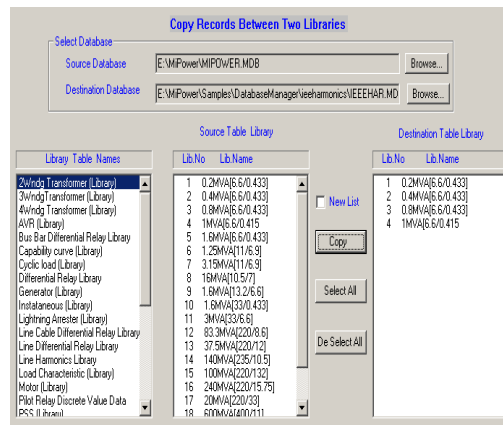 Copy Records Between Two Libraries
Select Database
Source Database E:\MiPower\MIPOWER.MDB Browse...
Destination Database E:\MiPower\Samples\DatabaseManager\ieeharmonics\IEEEHAR.MD Browse...
Source Table Library
Destination Table Library
Library Table Names
Lib.No Lib.Name
Lib.No Lib.Name
2Wndg Transformer (Library)
3WndgTransformer (Library)
4Wndg Transformer (Library)
AVR (Library)
Bus Bar Differential Relay Library
Capability curve (Library)
Cyclic load (Library)
Differential Relay Library
Generator (Library)
Instataneous (Library)
Lightning Arrester (Library)
Line Cable Differential Relay Library
Line Differential Relay Library
Line Harmonics Library
Load Characteristic (Library)
Motor (Library)
Pilot Relay Discrete Value Data
PSS (Library)
1 0.2MVA[6.6/0.433]
2 0.4MVA[6.6/0.433]
3 0.8MVA[6.6/0.433]
4 1MVA[6.6/0.415
5 1.6MVA[6.6/0.433]
6 1.25MVA[11/6.9]
7 3.15MVA[11/6.9]
8 16MVA[10.5/7]
9 1.6MVA[13.2/6.6]
10 1.6MVA[33/0.433]
11 3MVA[33/6.6]
12 83.3MVA[220/8.6]
13 37.5MVA[220/12]
14 140MVA[235/10.5]
15 100MVA[220/132]
16 240MVA[220/15.75]
17 20MVA[220/33]
18 600MVA[400/11]
New List
Copy
Select All
De Select All
1 0.2MVA[6.6/0.433]
2 0.4MVA[6.6/0.433]
3 0.8MVA[6.6/0.433]
4 1MVA[6.6/0.415